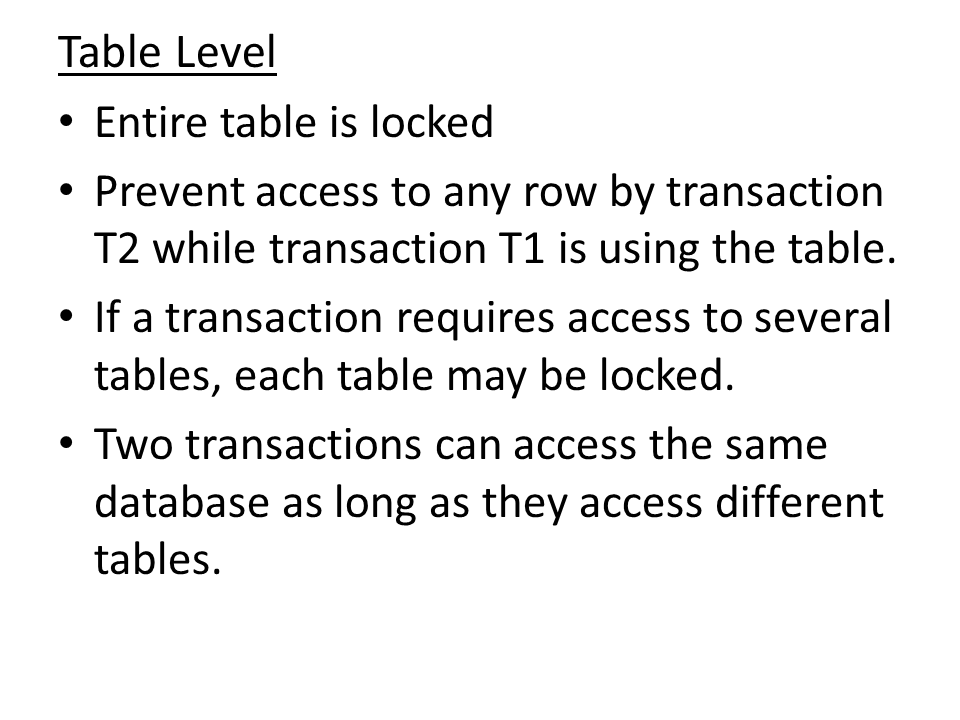 Table Level
• Entire table is locked
• Prevent access to any row by transaction
T2 while transaction T1 is using the table.
• If a transaction requires access to several
tables, each table may be locked.
• Two transactions can access the same
database as long as they access different
tables.